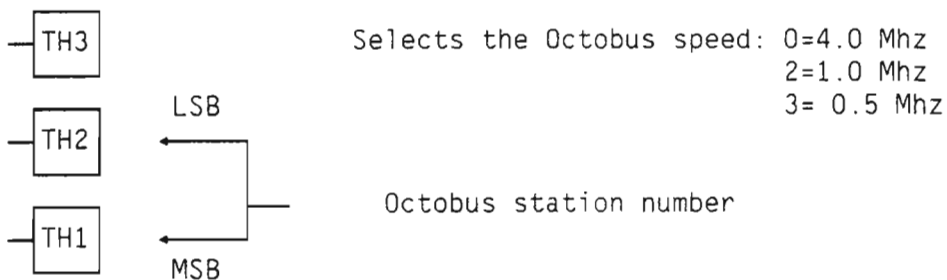 TH3 Selects the Octobus speed: 0=4.0 Mhz
2=1.0 Mhz
3= 0.5 Mhz
LSB
TH2
Octobus station number
TH1
MSB